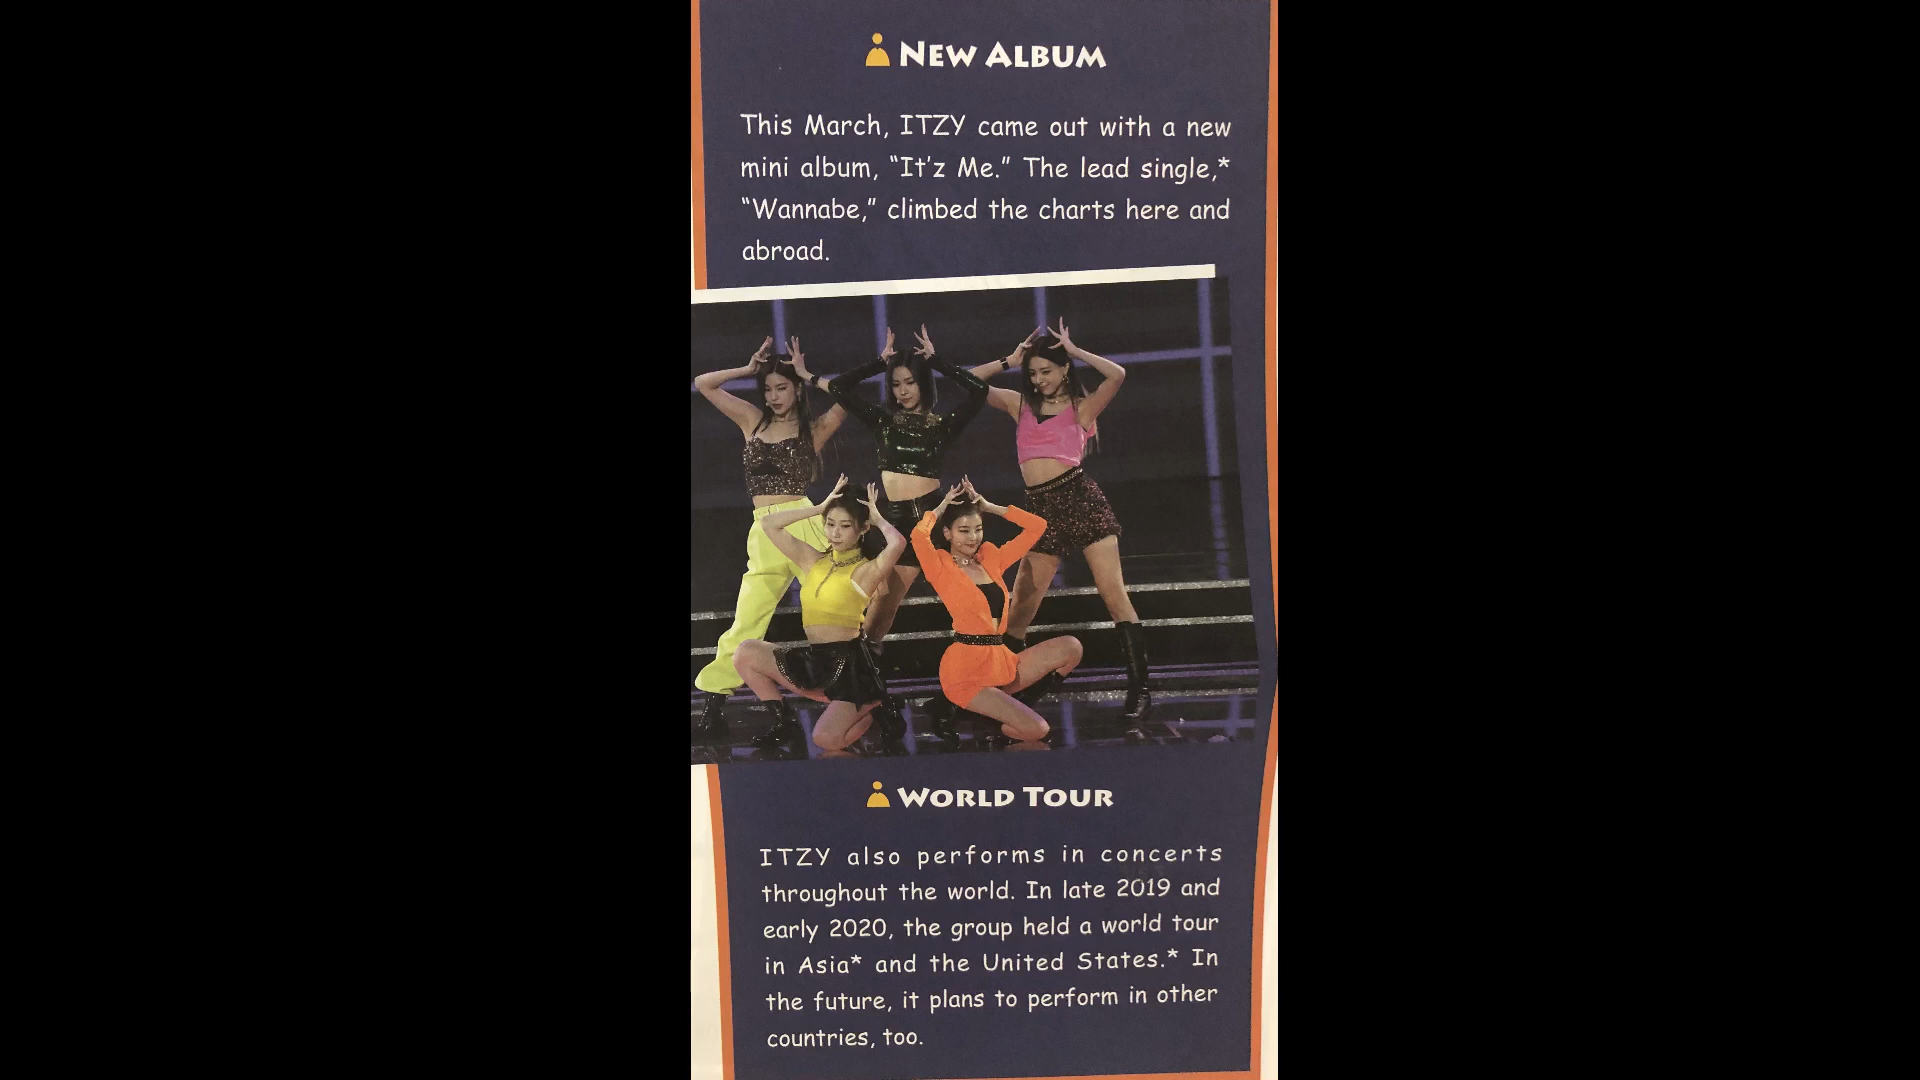 NEW ALBUM
This March, ITZY came out with a new
mini album, “It’z Me.” The lead single,*
“Wannabe,” climbed the charts here and
abroad.
WORLD TOUR
ITZY also performs in concerts
throughout the world. In late 2019 and
early 2020, the group held a world tour
in Asia* and the United States.* In
the future, it plans to perform in other
countries, too.